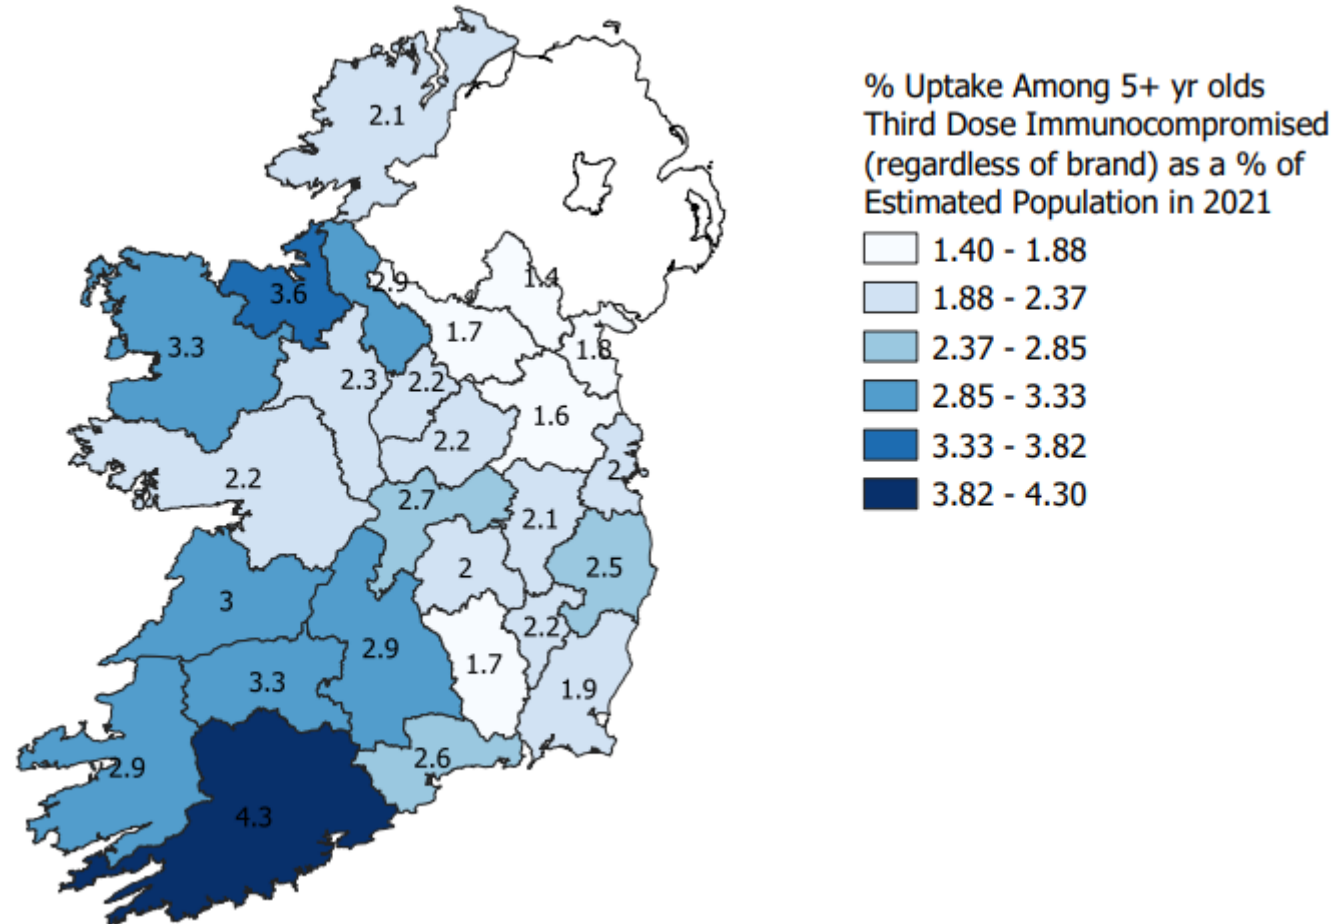 % Uptake Among 5+ yr olds
Third Dose Immunocompromised
(regardless of brand) as a % of
Estimated Population in 2021
1.40 - 1.88
1.88 - 2.37
2.37 - 2.85
2.85 - 3.33
3.33 - 3.82
3.82 - 4.30
2.1
2.9
1.4
3.6
1.7
3.3
1.8
2.3
2.2
1.6
2.2
2.2
2
2.7
2.1
2
2.5
3
2.2
2.9
1.7
3.3
1.9
2.6
2.9
4.3